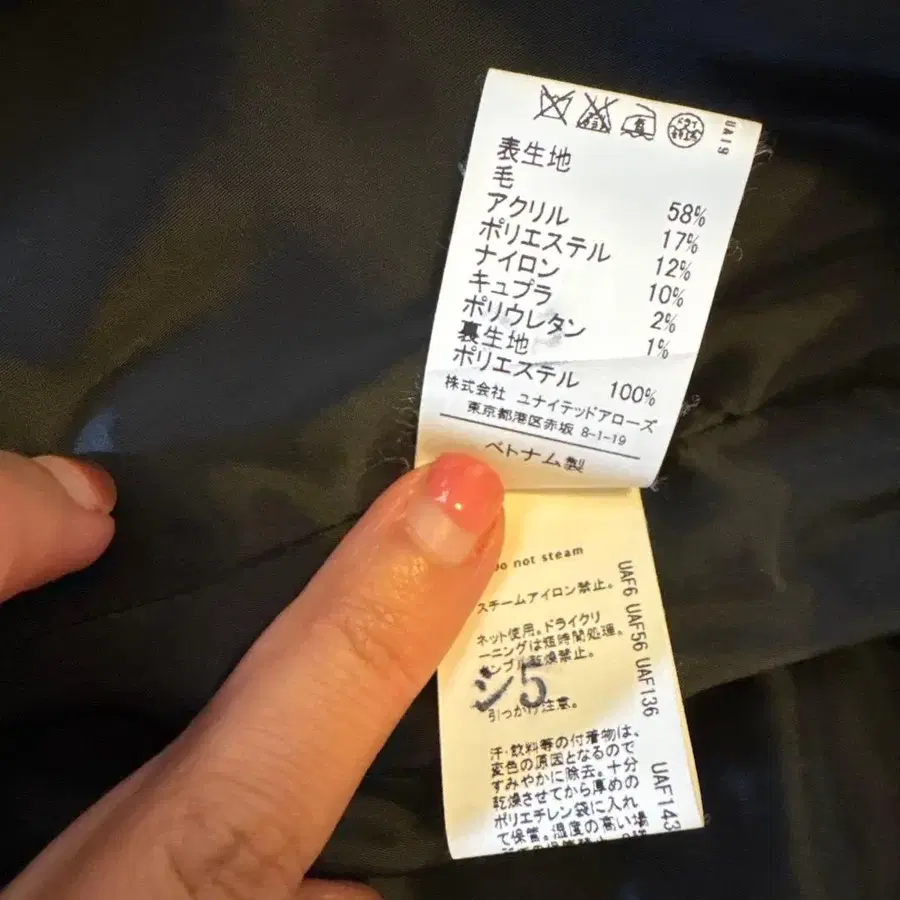 UA19
表生地
毛 58%
アクリル 17%
ポリエステル 12%
ナイロン 10%
キュプラ 2%
ポリウレタン 1%
裏生地
ポリエステル 100%
株式会社 ユナイテッドアローズ
東京都港区赤坂 8-1-19
ベトナム製
Do not steam
スチームアイロン禁止。
ネット使用。ドライクリ
ーニングは短時間処理。
ンブル乾燥禁止。
シ5
引っかけ注意。
汗・飲料等の付着物は、
変色の原因となるので
すみやかに除去。十分
乾燥させてから厚めの
ポリエチレン袋に入れ
て保管。湿度の高い場
UAF6 UAF56 UAF136
UAF143